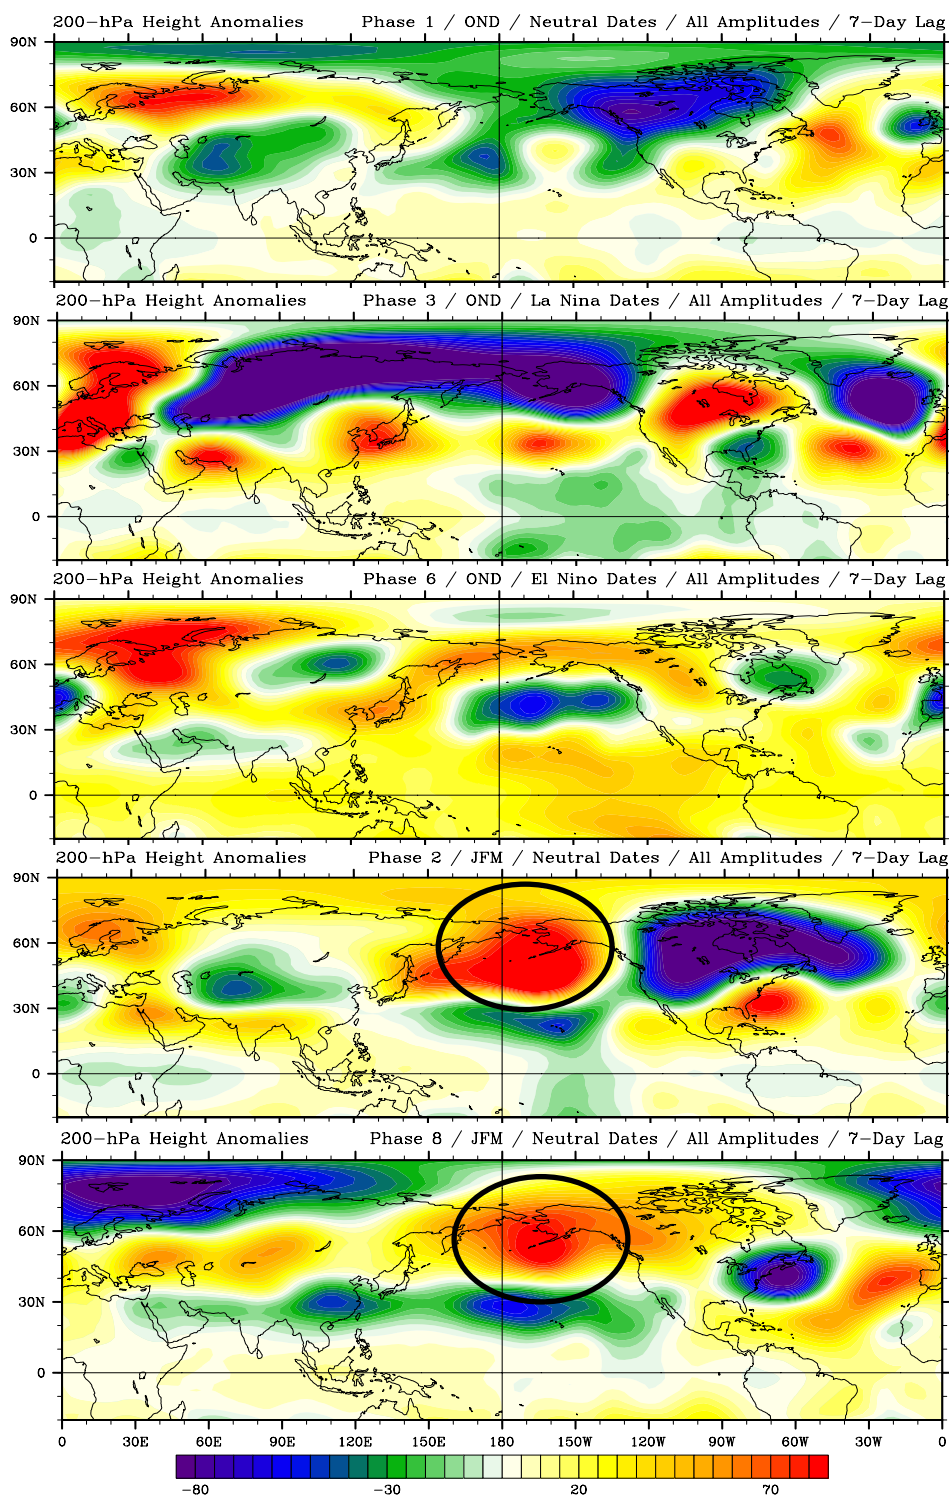 200-hPa Height Anomalies Phase 1 / OND / Neutral Dates / All Amplitudes / 7-Day Lag
90N
60N
30N
0
200-hPa Height Anomalies Phase 3 / OND / La Nina Dates / All Amplitudes / 7-Day Lag
90N
60N
30N
0
200-hPa Height Anomalies Phase 6 / OND / El Nino Dates / All Amplitudes / 7-Day Lag
90N
60N
30N
0
200-hPa Height Anomalies Phase 2 / JFM / Neutral Dates / All Amplitudes / 7-Day Lag
90N
60N
30N
0
200-hPa Height Anomalies Phase 8 / JFM / Neutral Dates / All Amplitudes / 7-Day Lag
90N
60N
30N
0
0 30E 60E 90E 120E 150E 180 150W 120W 90W 60W 30W 0
-80 -30 20 70